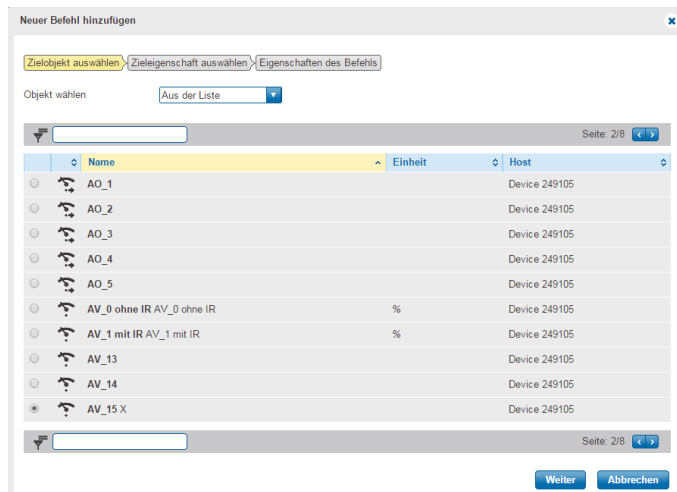 Neuer Befehl hinzufügen
Zielobjekt auswählen Zieleigenschaft auswählen Eigenschaften des Befehls
Objekt wählen Aus der Liste
Seite: 2/8
Name Einheit Host
AO_1 Device 249105
AO_2 Device 249105
AO_3 Device 249105
AO_4 Device 249105
AO_5 Device 249105
AV_0 ohne IR AV_0 ohne IR % Device 249105
AV_1 mit IR AV_1 mit IR % Device 249105
AV_13 Device 249105
AV_14 Device 249105
AV_15 X Device 249105
Seite: 2/8
Weiter Abbrechen